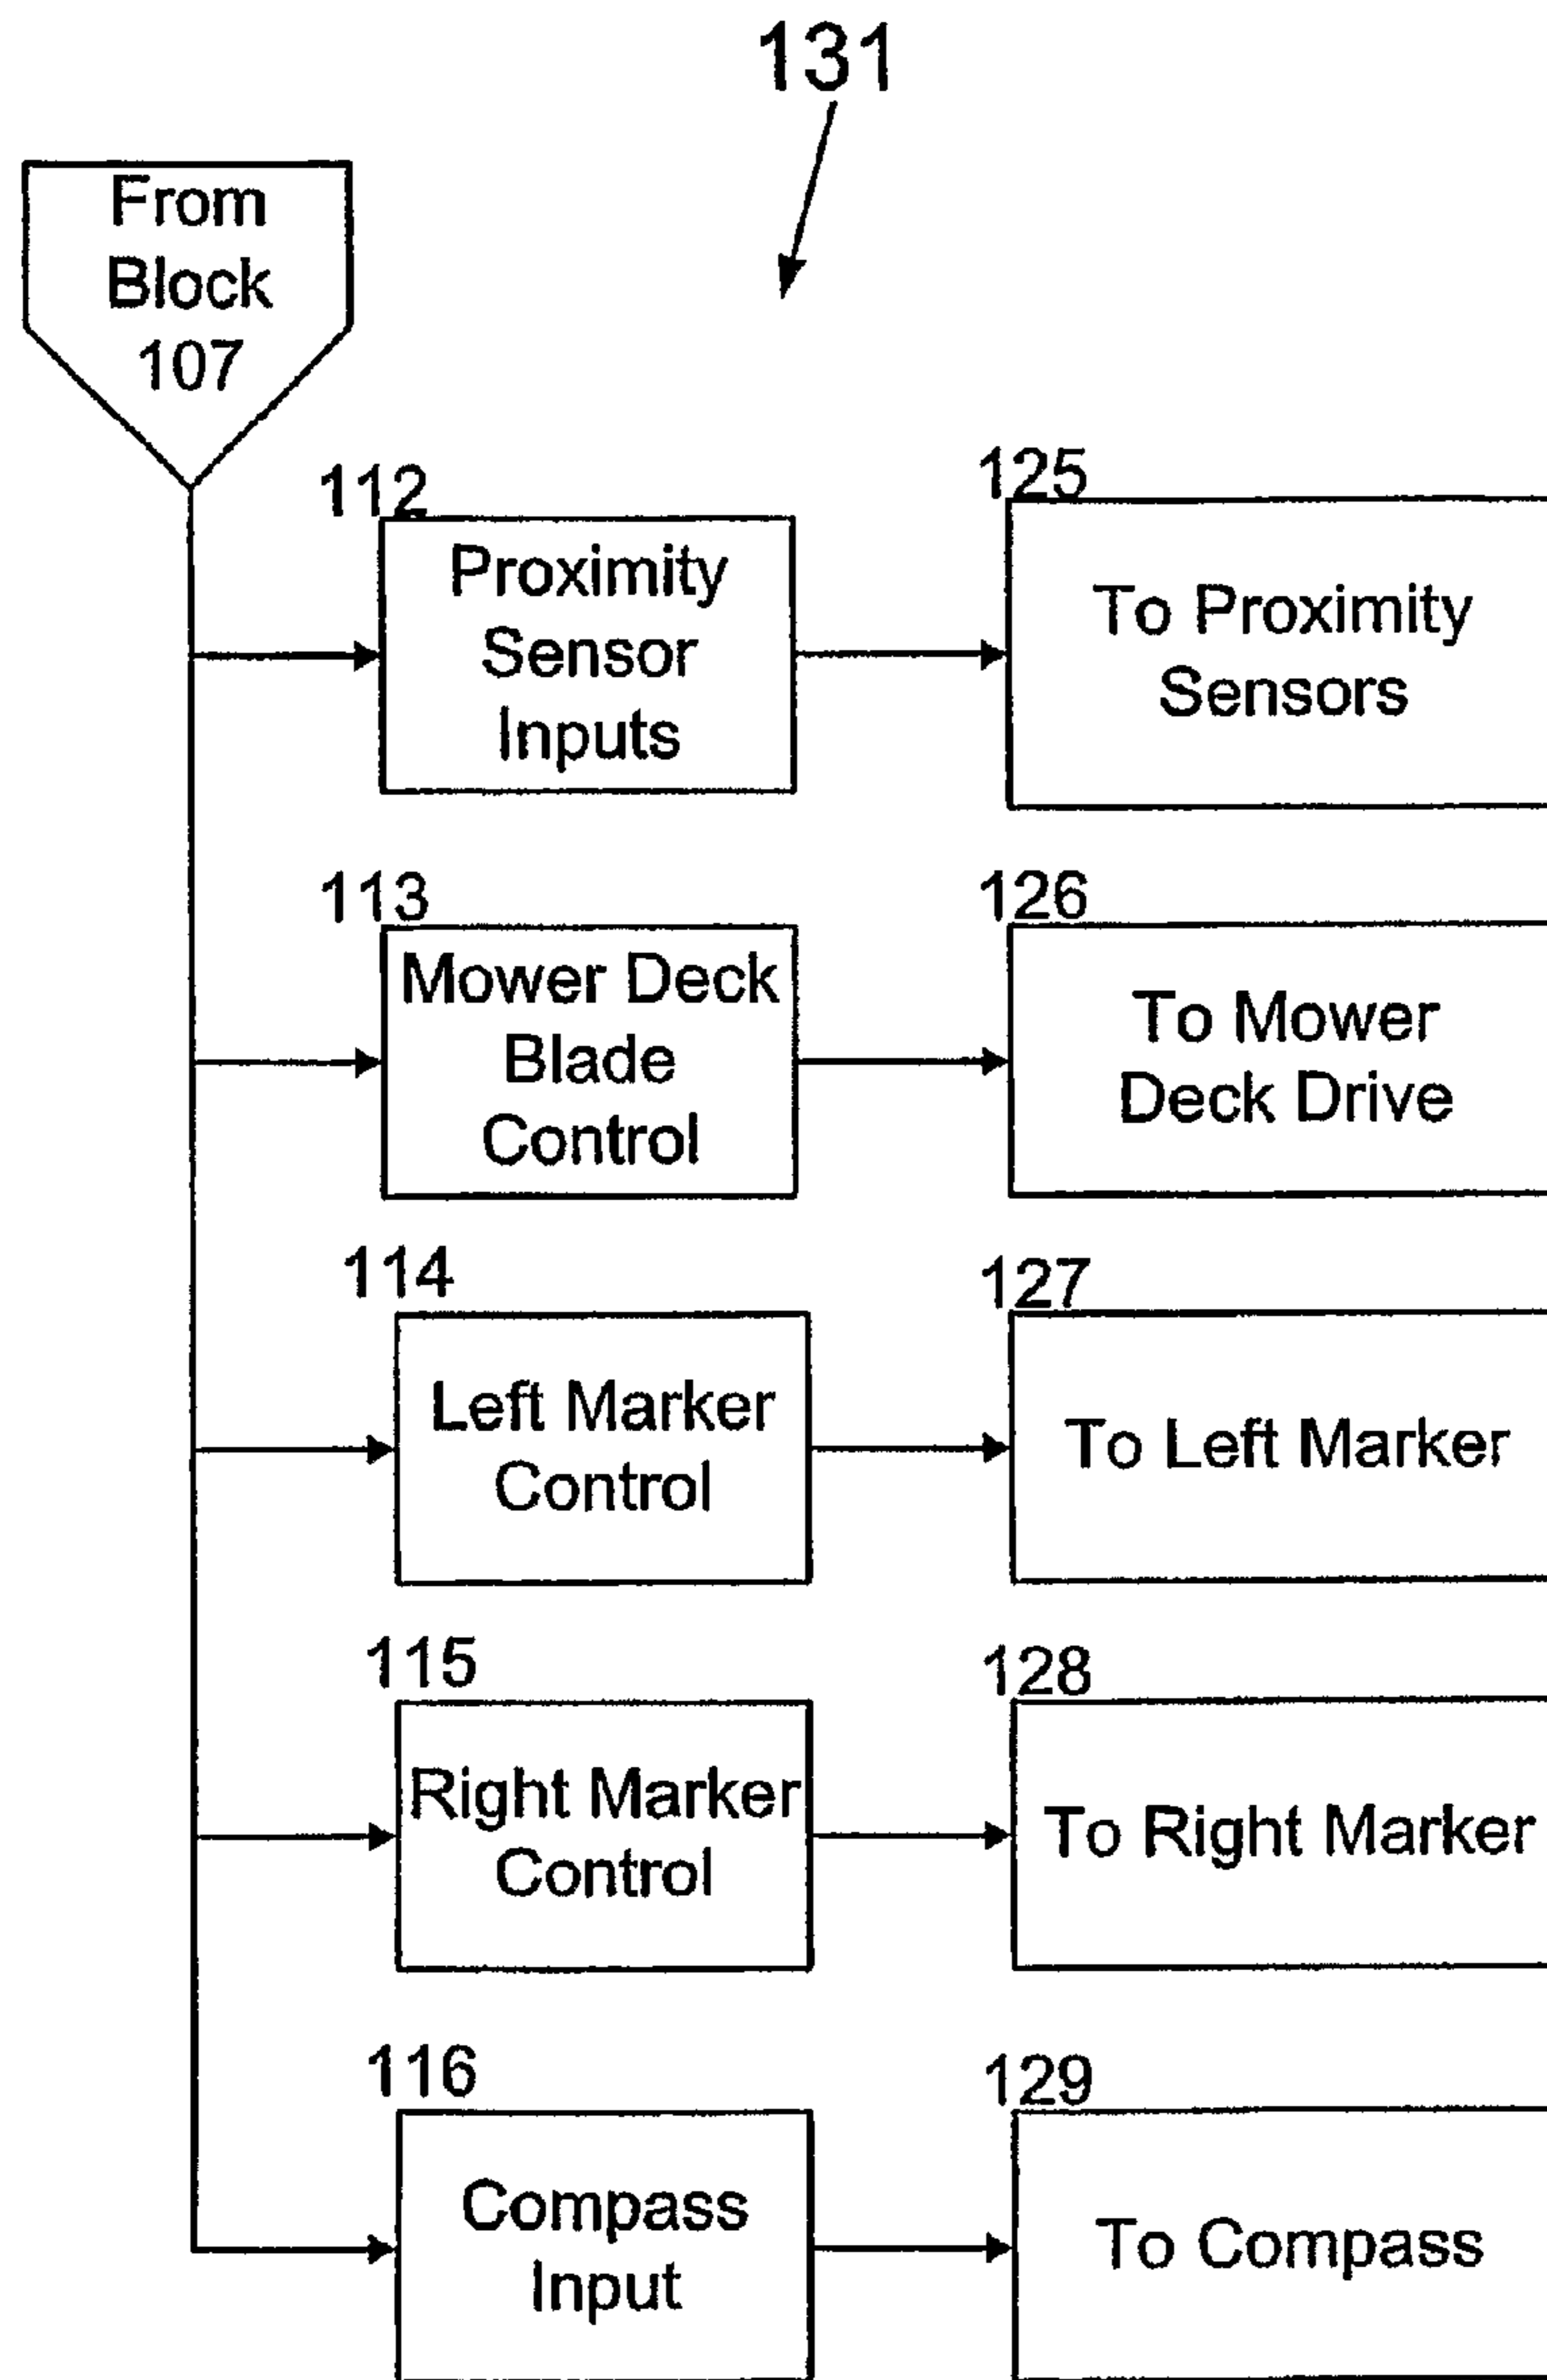 131
From
Block
107
112
Proximity
Sensor
Inputs
125
To Proximity
Sensors
113
Mower Deck
Blade
Control
126
To Mower
Deck Drive
114
Left Marker
Control
127
To Left Marker
115
Right Marker
Control
128
To Right Marker
116
Compass
Input
129
To Compass